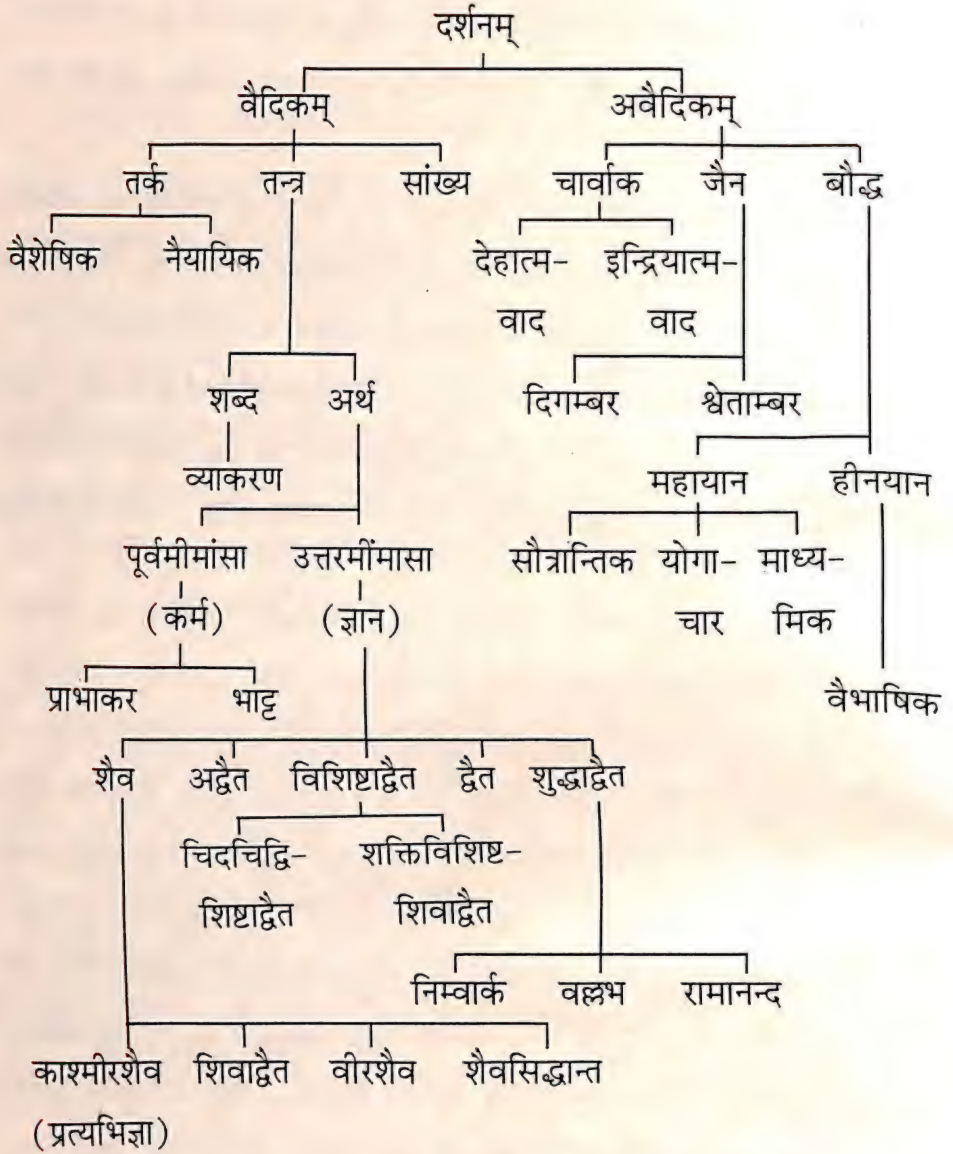 दर्शनम्
वैदिकम् अवैदिकम्
तर्क तन्त्र सांख्य चार्वाक जैन बौद्ध
वैशेषिक नैयायिक देहात्म- इन्द्रियात्म-
वाद वाद
शब्द अर्थ दिगम्बर श्वेताम्बर
व्याकरण महायान हीनयान
पूर्वमीमांसा उत्तरमींमासा सौत्रान्तिक योगा- माध्य-
(कर्म) (ज्ञान) चार मिक
प्राभाकर भाट्ट वैभाषिक
शैव अद्वैत विशिष्टाद्वैत द्वैत शुद्धाद्वैत
चिदचिद्वि- शक्तिविशिष्ट-
शिष्टाद्वैत शिवाद्वैत
निम्वार्क वल्लभ रामानन्द
काश्मीरशैव शिवाद्वैत वीरशैव शैवसिद्धान्त
(प्रत्यभिज्ञा)